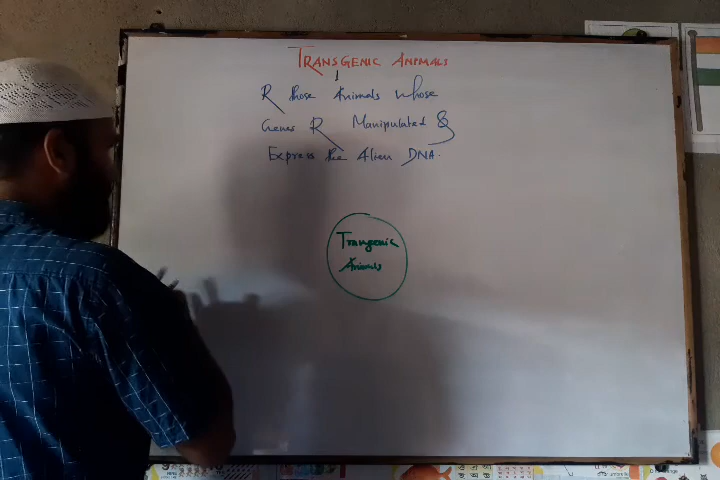 TRANSGENIC ANIMALS
R those Animals whose
Genes R Manipulated &
Express the Alien DNA.
Transgenic
Animals